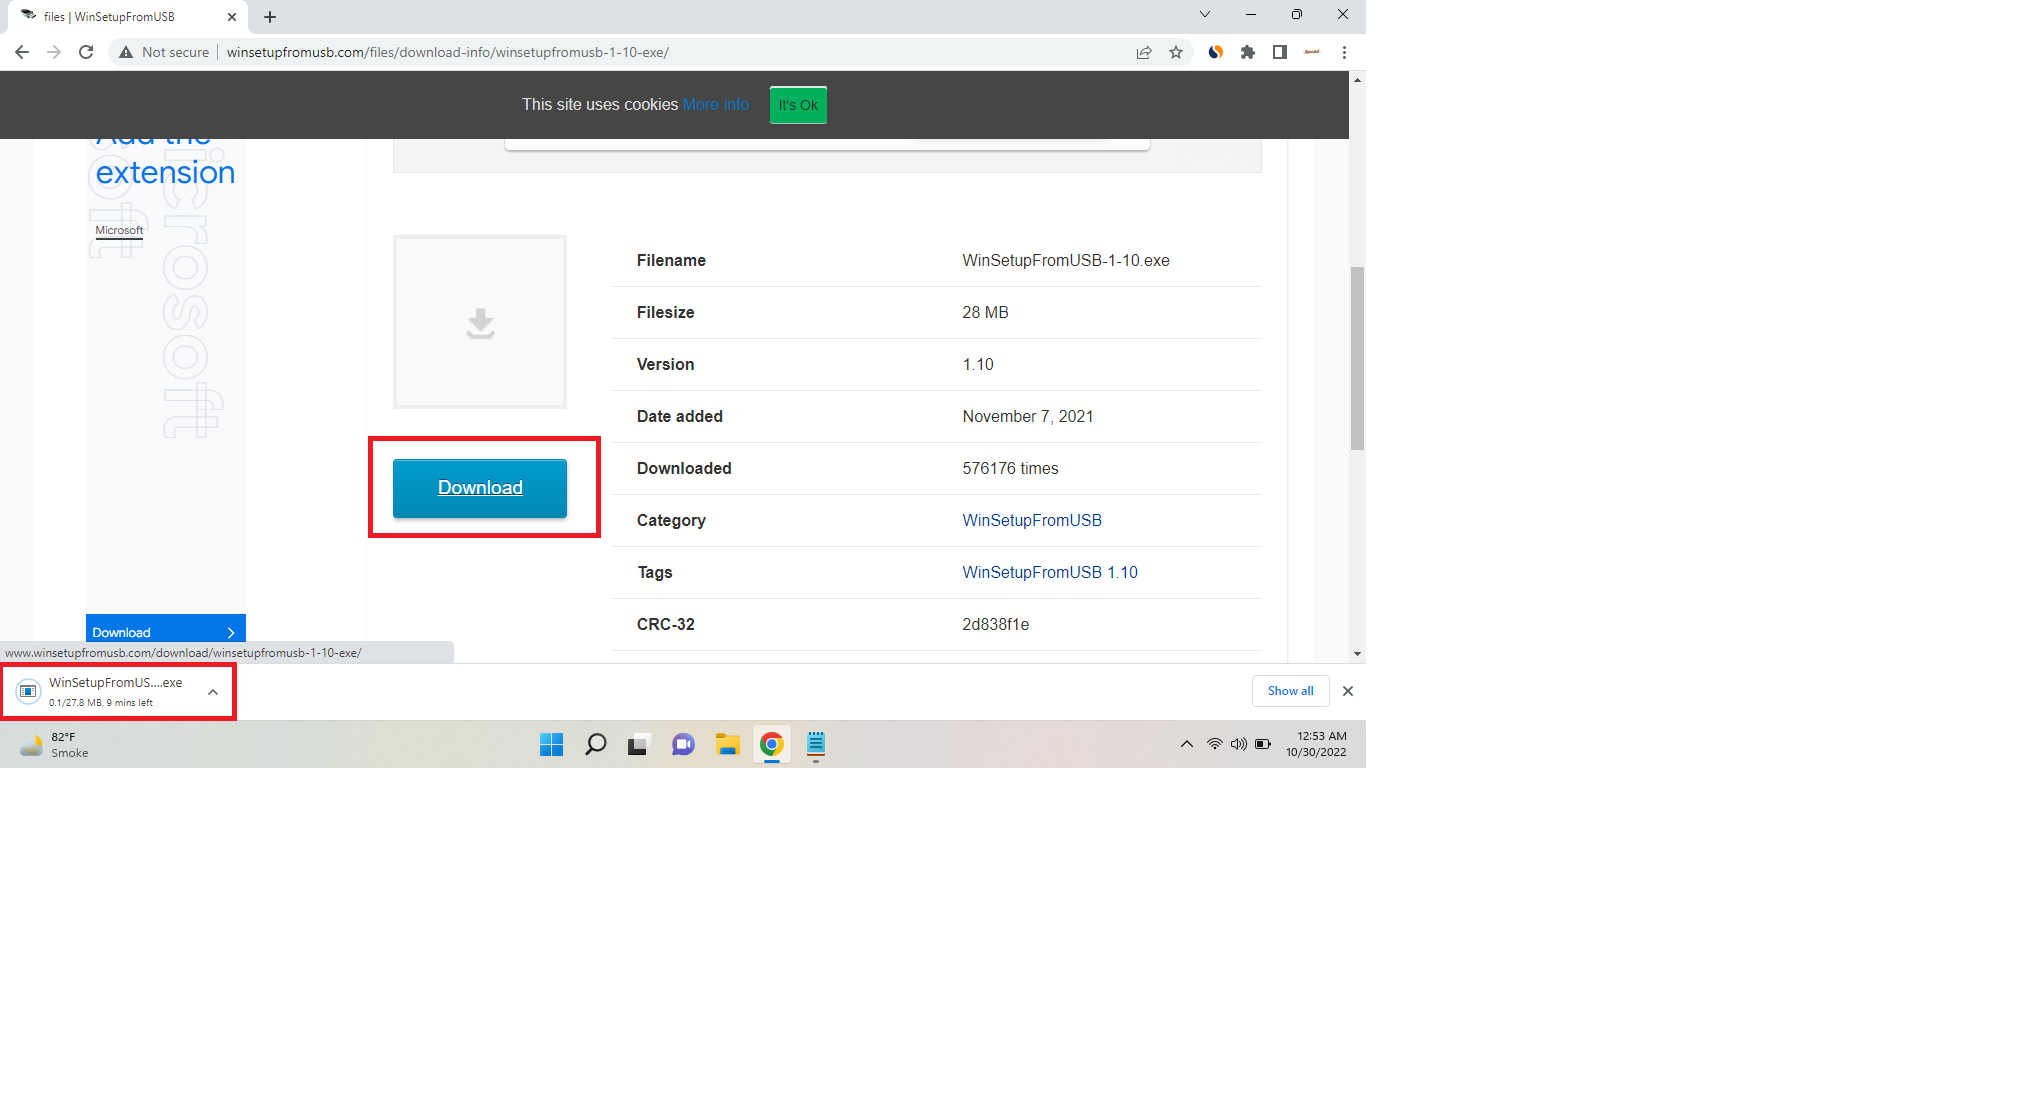 files | WinSetupFromUSB
Not secure
winsetupfromusb.com/files/download-info/winsetupfromusb-1-10-exe/
This site uses cookies More info
It's Ok
Add the
extension
Microsoft
Microsoft
soft
Filename WinSetupFromUSB-1-10.exe
Filesize 28 MB
Version 1.10
Date added November 7, 2021
Download
Downloaded 576176 times
Category WinSetupFromUSB
Tags WinSetupFromUSB 1.10
CRC-32 2d838f1e
Download
www.winsetupfromusb.com/download/winsetupfromusb-1-10-exe/
WinSetupFromUS....exe
0.1/27.8 MB, 9 mins left
Show all
82°F
Smoke
12:53 AM
10/30/2022